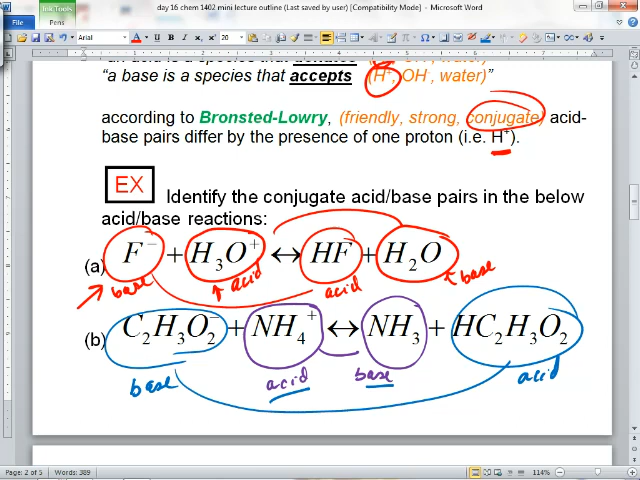 day 16 chem 1402 mini lecture outline (Last saved by user) [Compatibility Mode] - Microsoft Word
InkTools
File
Pens
Arial
20
"a base is a species that accepts (H⁺, OH⁻, water)"
according to Bronsted-Lowry, (friendly, strong, conjugate) acid-
base pairs differ by the presence of one proton (i.e. H⁺).
EX Identify the conjugate acid/base pairs in the below
acid/base reactions:
(a) F⁻ + H₃O⁺ ↔ HF + H₂O
base acid acid base
(b) C₂H₃O₂⁻ + NH₄⁺ ↔ NH₃ + HC₂H₃O₂
base acid base acid
Page: 2 of 5 Words: 389 114%